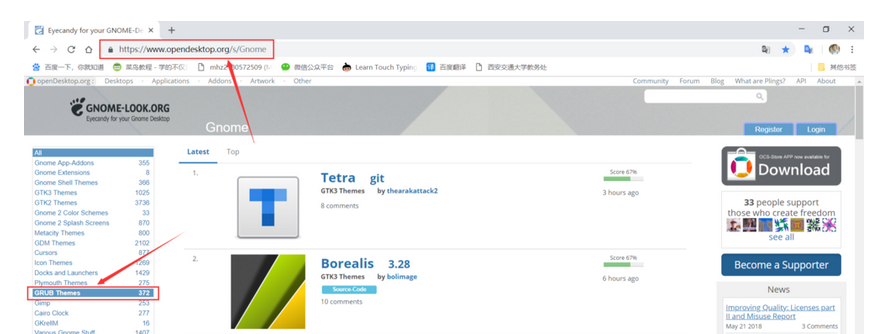 Eyecandy for your GNOME-De
https://www.opendesktop.org/s/Gnome
百度一下，你就知道
菜鸟教程 - 学的不仅
微信公众平台
Learn Touch Typing
百度翻译
西安交通大学教务处
其他书签
openDesktop.org
Desktops
Applications
Addons
Artwork
Other
Community
Forum
Blog
What are Plings?
API
About
GNOME-LOOK.ORG
Eyecandy for your Gnome Desktop
Gnome
Register
Login
All
Gnome App-Addons 355
Gnome Extensions 8
Gnome Shell Themes 366
GTK3 Themes 1025
GTK2 Themes 3736
Gnome 2 Color Schemes 33
Gnome 2 Splash Screens 870
Metacity Themes 800
GDM Themes 2102
Cursors 877
Icon Themes 1269
Docks and Launchers 1429
Plymouth Themes 275
GRUB Themes 372
Gimp 253
Cairo Clock 277
GKrellM 16
Various Gnome Stuff 1407
Latest
Top
1.
Tetra git
GTK3 Themes by thearakattack2
8 comments
Score 67%
3 hours ago
2.
Borealis 3.28
GTK3 Themes by bolimage
Source-Code
10 comments
Score 67%
6 hours ago
OCS-Store APP now available for
Download
33 people support
those who create freedom
see all
Become a Supporter
News
Improving Quality: Licenses part
II and Misuse Report
May 21 2018
3 Comments